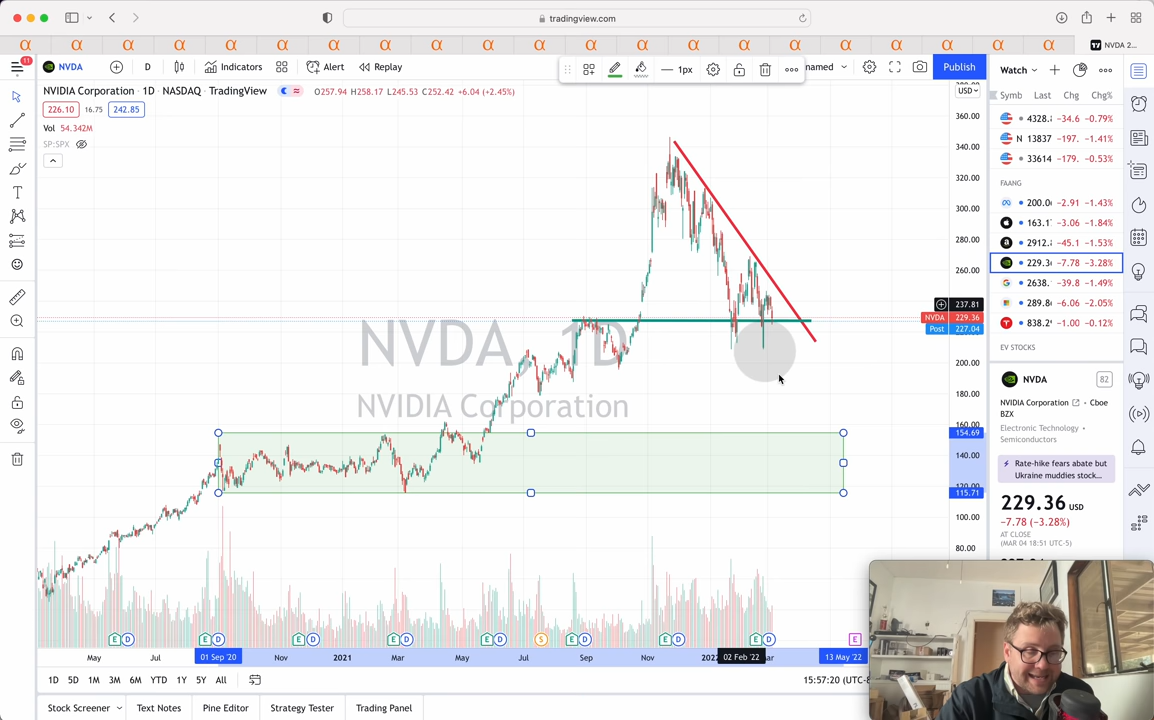 tradingview.com
NVDA 2...
11
NVDA
D
Indicators
Alert
Replay
1px
named
Publish
Watch
NVIDIA Corporation · 1D · NASDAQ · TradingView
O257.94 H258.17 L245.53 C252.42 +6.04 (+2.45%)
USD
Symb Last Chg Chg%
226.10 16.75 242.85
Vol 54.342M
SP:SPX
360.00
340.00
320.00
300.00
280.00
260.00
237.81
NVDA 229.36
Post 227.04
200.00
180.00
160.00
154.69
140.00
120.00
115.71
100.00
80.00
4328. -34.6 -0.79%
N 13837 -197. -1.41%
33614 -179. -0.53%
FAANG
200.0 -2.91 -1.43%
163.1 -3.06 -1.84%
2912. -45.1 -1.53%
229.3 -7.78 -3.28%
2638. -39.8 -1.49%
289.8 -6.06 -2.05%
838.2 -1.00 -0.12%
EV STOCKS
NVDA, 1D
NVIDIA Corporation
NVDA
82
NVIDIA Corporation · Cboe
BZX
Electronic Technology ·
Semiconductors
Rate-hike fears abate but
Ukraine muddies stock...
229.36 USD
-7.78 (-3.28%)
AT CLOSE
(MAR 04 18:51 UTC-5)
E D E D E D E D E D S E D E D E D E
May Jul 01 Sep '20 Nov 2021 Mar May Jul Sep Nov 2022 02 Feb '22 Mar 13 May '22
1D 5D 1M 3M 6M YTD 1Y 5Y All
15:57:20 (UTC-8
Stock Screener Text Notes Pine Editor Strategy Tester Trading Panel